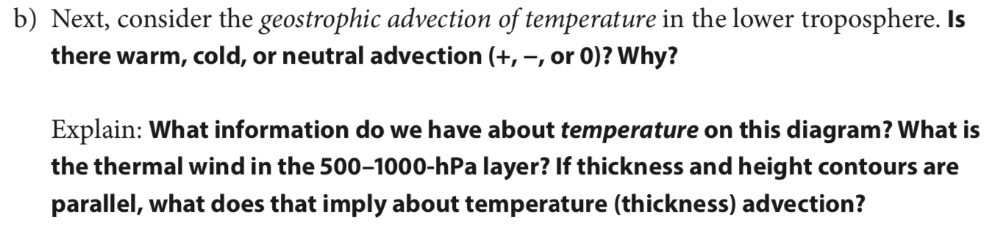 b) Next, consider the geostrophic advection of temperature in the lower troposphere. Is
there warm, cold, or neutral advection (+, −, or 0)? Why?
Explain: What information do we have about temperature on this diagram? What is
the thermal wind in the 500–1000-hPa layer? If thickness and height contours are
parallel, what does that imply about temperature (thickness) advection?